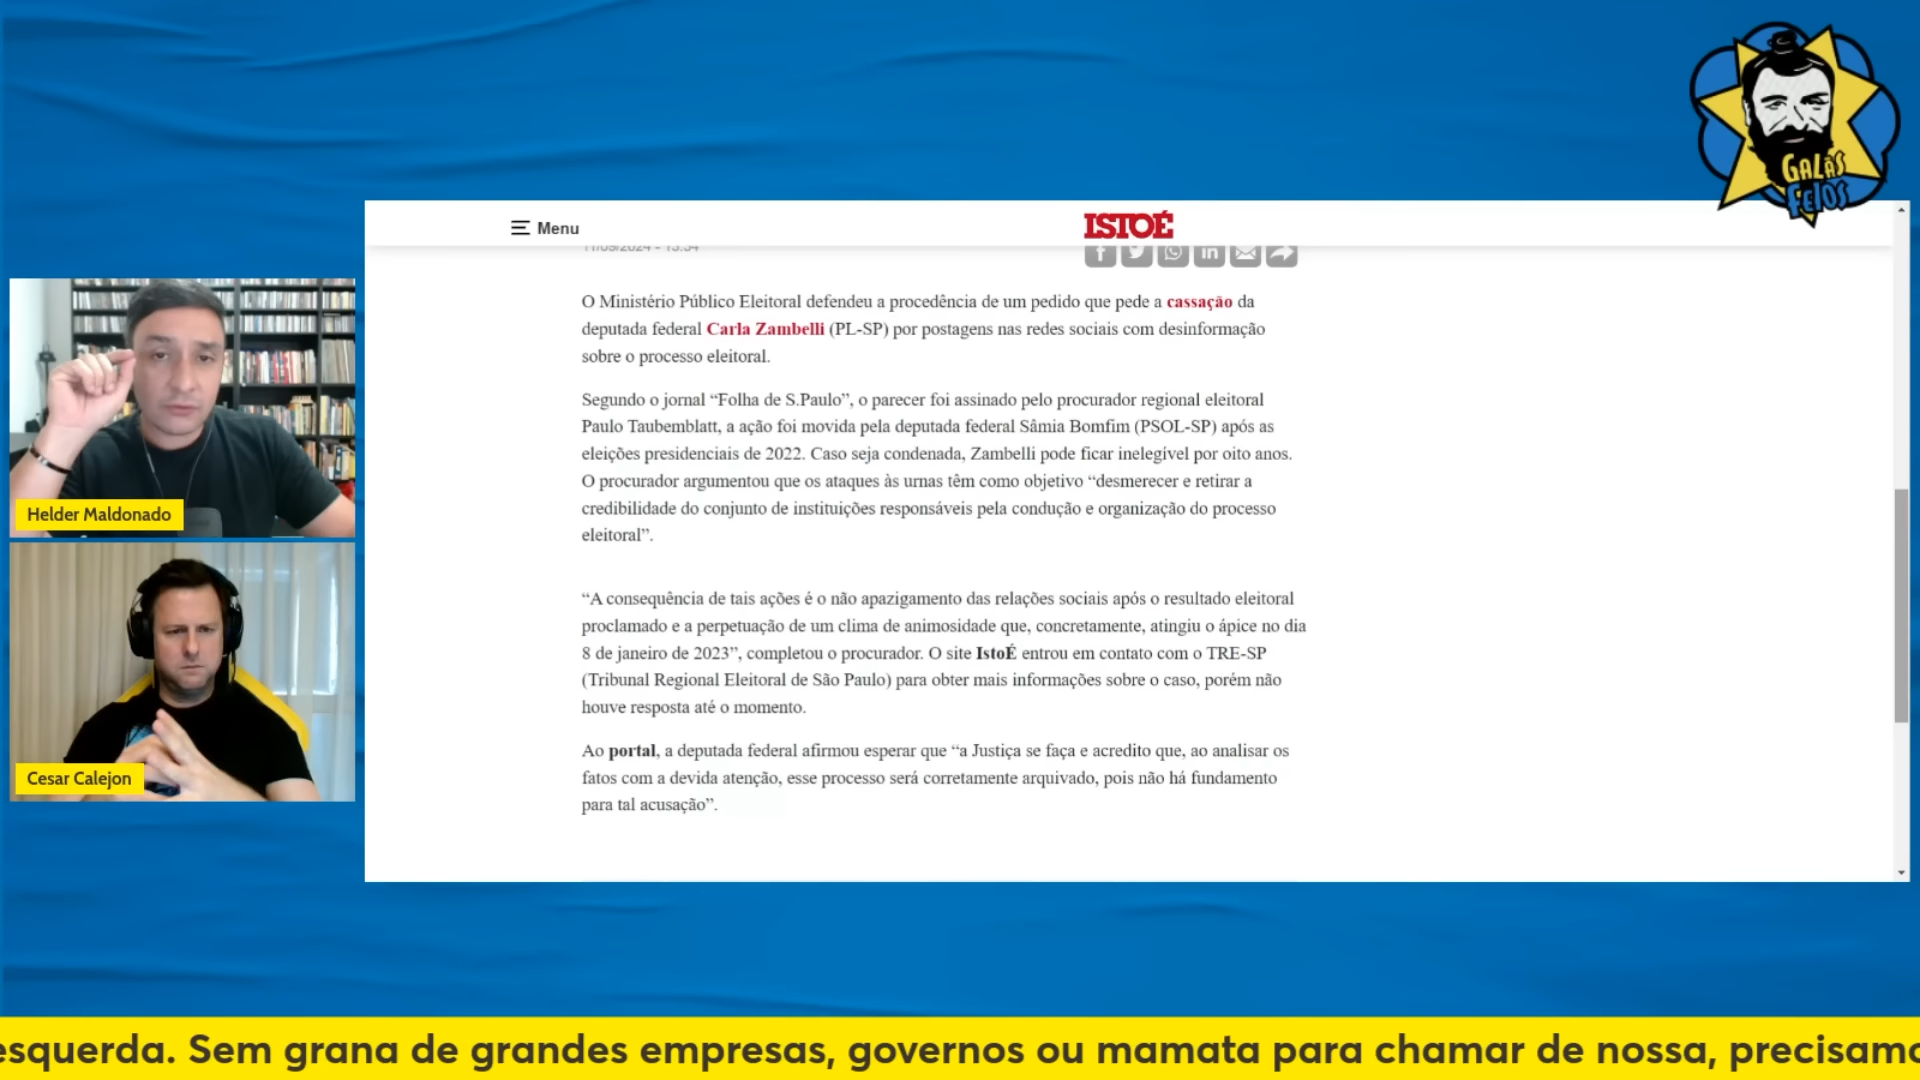 GALÃS
FEIOS
Menu
ISTOÉ
11/09/2024 - 15:34
O Ministério Público Eleitoral defendeu a procedência de um pedido que pede a cassação da
deputada federal Carla Zambelli (PL-SP) por postagens nas redes sociais com desinformação
sobre o processo eleitoral.
Segundo o jornal “Folha de S.Paulo”, o parecer foi assinado pelo procurador regional eleitoral
Paulo Taubemblatt, a ação foi movida pela deputada federal Sâmia Bomfim (PSOL-SP) após as
eleições presidenciais de 2022. Caso seja condenada, Zambelli pode ficar inelegível por oito anos.
O procurador argumentou que os ataques às urnas têm como objetivo “desmerecer e retirar a
credibilidade do conjunto de instituições responsáveis pela condução e organização do processo
eleitoral”.
“A consequência de tais ações é o não apazigamento das relações sociais após o resultado eleitoral
proclamado e a perpetuação de um clima de animosidade que, concretamente, atingiu o ápice no dia
8 de janeiro de 2023”, completou o procurador. O site IstoÉ entrou em contato com o TRE-SP
(Tribunal Regional Eleitoral de São Paulo) para obter mais informações sobre o caso, porém não
houve resposta até o momento.
Ao portal, a deputada federal afirmou esperar que “a Justiça se faça e acredito que, ao analisar os
fatos com a devida atenção, esse processo será corretamente arquivado, pois não há fundamento
para tal acusação”.
Helder Maldonado
Cesar Calejon
esquerda. Sem grana de grandes empresas, governos ou mamata para chamar de nossa, precisamo